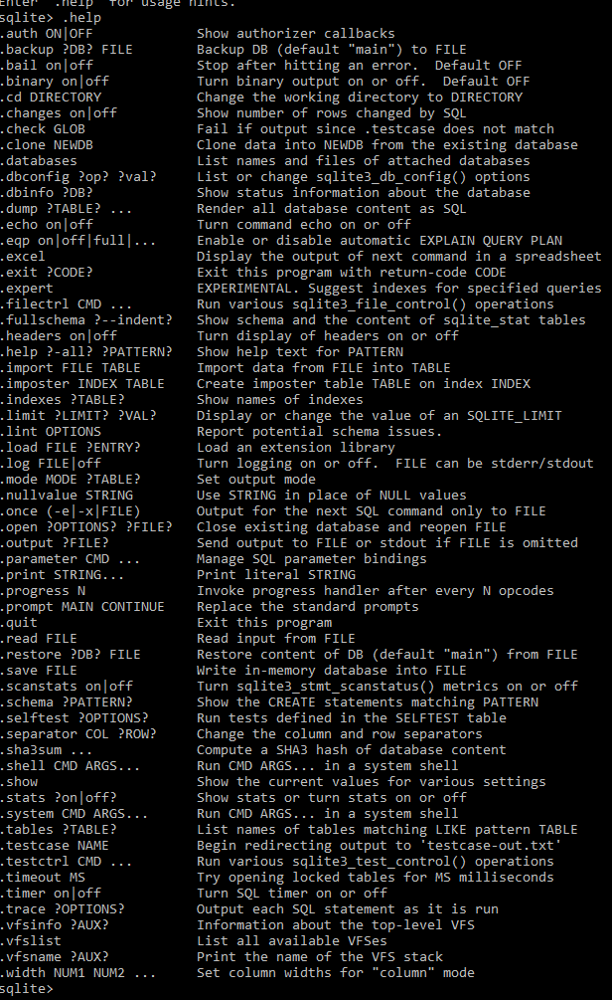 Enter ".help" for usage hints.
sqlite> .help
.auth ON|OFF             Show authorizer callbacks
.backup ?DB? FILE        Backup DB (default "main") to FILE
.bail on|off             Stop after hitting an error.  Default OFF
.binary on|off           Turn binary output on or off.  Default OFF
.cd DIRECTORY            Change the working directory to DIRECTORY
.changes on|off          Show number of rows changed by SQL
.check GLOB              Fail if output since .testcase does not match
.clone NEWDB             Clone data into NEWDB from the existing database
.databases               List names and files of attached databases
.dbconfig ?op? ?val?     List or change sqlite3_db_config() options
.dbinfo ?DB?             Show status information about the database
.dump ?TABLE? ...        Render all database content as SQL
.echo on|off             Turn command echo on or off
.eqp on|off|full|...     Enable or disable automatic EXPLAIN QUERY PLAN
.excel                   Display the output of next command in a spreadsheet
.exit ?CODE?             Exit this program with return-code CODE
.expert                  EXPERIMENTAL. Suggest indexes for specified queries
.filectrl CMD ...        Run various sqlite3_file_control() operations
.fullschema ?--indent?   Show schema and the content of sqlite_stat tables
.headers on|off          Turn display of headers on or off
.help ?-all? ?PATTERN?   Show help text for PATTERN
.import FILE TABLE       Import data from FILE into TABLE
.imposter INDEX TABLE    Create imposter table TABLE on index INDEX
.indexes ?TABLE?         Show names of indexes
.limit ?LIMIT? ?VAL?     Display or change the value of an SQLITE_LIMIT
.lint OPTIONS            Report potential schema issues.
.load FILE ?ENTRY?       Load an extension library
.log FILE|off            Turn logging on or off.  FILE can be stderr/stdout
.mode MODE ?TABLE?       Set output mode
.nullvalue STRING        Use STRING in place of NULL values
.once (-e|-x|FILE)       Output for the next SQL command only to FILE
.open ?OPTIONS? ?FILE?   Close existing database and reopen FILE
.output ?FILE?           Send output to FILE or stdout if FILE is omitted
.parameter CMD ...       Manage SQL parameter bindings
.print STRING...         Print literal STRING
.progress N              Invoke progress handler after every N opcodes
.prompt MAIN CONTINUE    Replace the standard prompts
.quit                    Exit this program
.read FILE               Read input from FILE
.restore ?DB? FILE       Restore content of DB (default "main") from FILE
.save FILE               Write in-memory database into FILE
.scanstats on|off        Turn sqlite3_stmt_scanstatus() metrics on or off
.schema ?PATTERN?        Show the CREATE statements matching PATTERN
.selftest ?OPTIONS?      Run tests defined in the SELFTEST table
.separator COL ?ROW?     Change the column and row separators
.sha3sum ...             Compute a SHA3 hash of database content
.shell CMD ARGS...       Run CMD ARGS... in a system shell
.show                    Show the current values for various settings
.stats ?on|off?          Show stats or turn stats on or off
.system CMD ARGS...      Run CMD ARGS... in a system shell
.tables ?TABLE?          List names of tables matching LIKE pattern TABLE
.testcase NAME           Begin redirecting output to 'testcase-out.txt'
.testctrl CMD ...        Run various sqlite3_test_control() operations
.timeout MS              Try opening locked tables for MS milliseconds
.timer on|off            Turn SQL timer on or off
.trace ?OPTIONS?         Output each SQL statement as it is run
.vfsinfo ?AUX?           Information about the top-level VFS
.vfslist                 List all available VFSes
.vfsname ?AUX?           Print the name of the VFS stack
.width NUM1 NUM2 ...     Set column widths for "column" mode
sqlite>